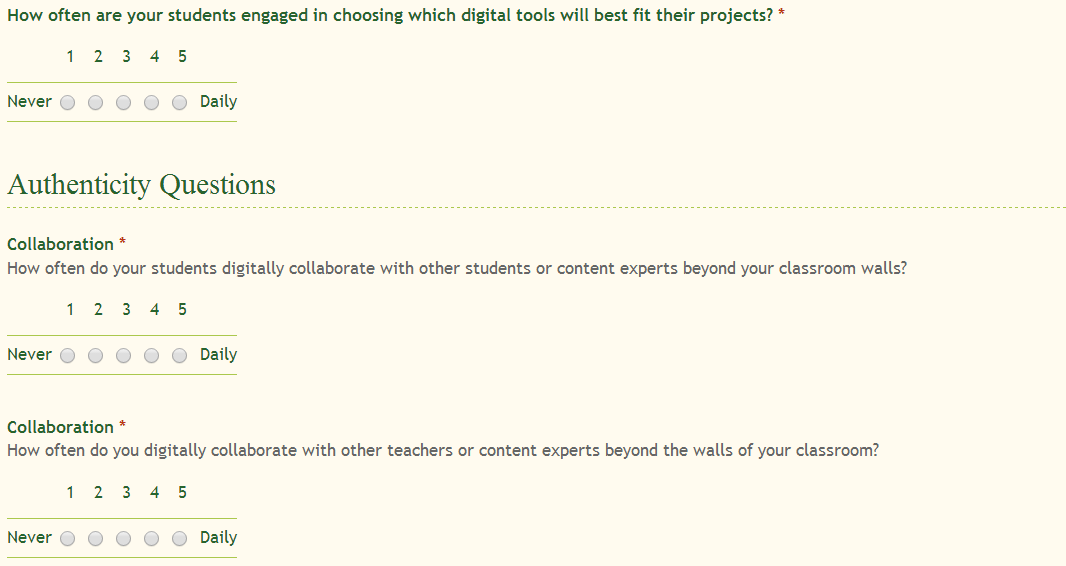 How often are your students engaged in choosing which digital tools will best fit their projects? *
1 2 3 4 5
Never Daily
Authenticity Questions
Collaboration *
How often do your students digitally collaborate with other students or content experts beyond your classroom walls?
1 2 3 4 5
Never Daily
Collaboration *
How often do you digitally collaborate with other teachers or content experts beyond the walls of your classroom?
1 2 3 4 5
Never Daily